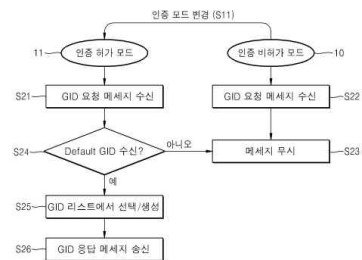 인증 모드 변경 (S11)
11 인증 허가 모드 인증 비허가 모드 10
S21 GID 요청 메세지 수신 GID 요청 메세지 수신 S22
S24 Default GID 수신? 아니오 메세지 무시 S23
예
S25 GID 리스트에서 선택/생성
S26 GID 응답 메세지 송신